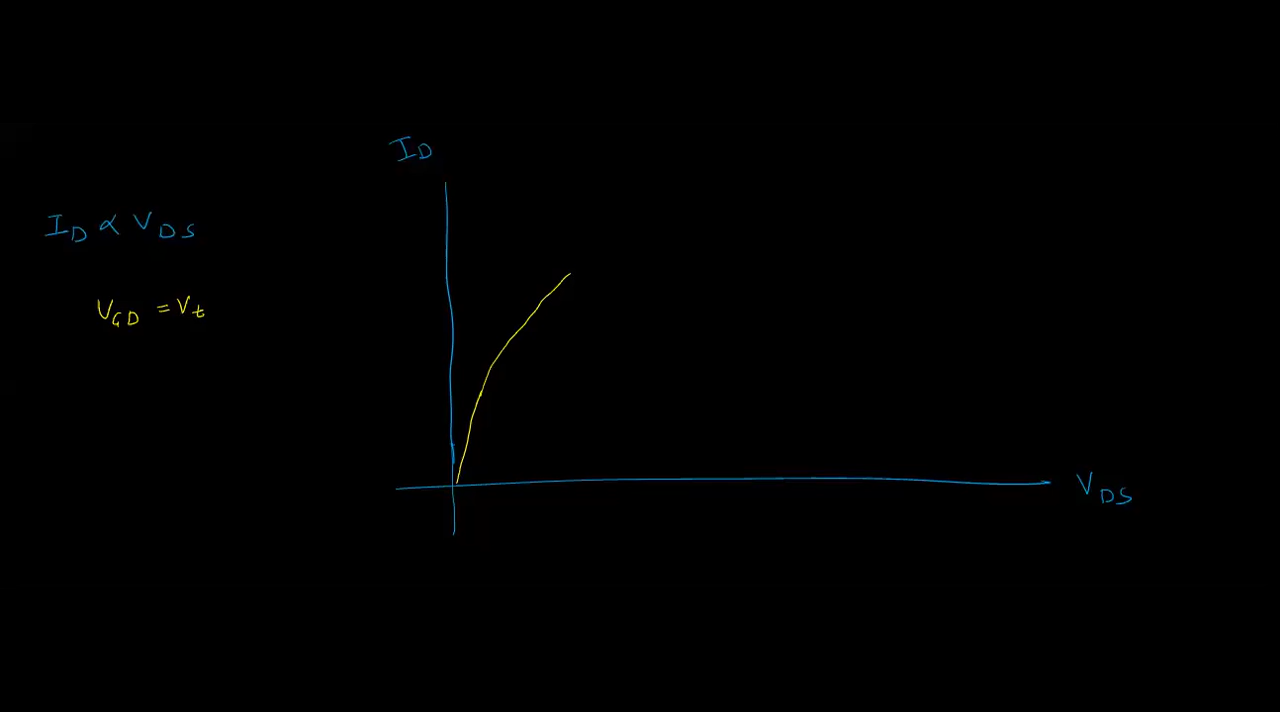 I_D
I_D ∝ V_DS
V_GD = V_t
V_DS